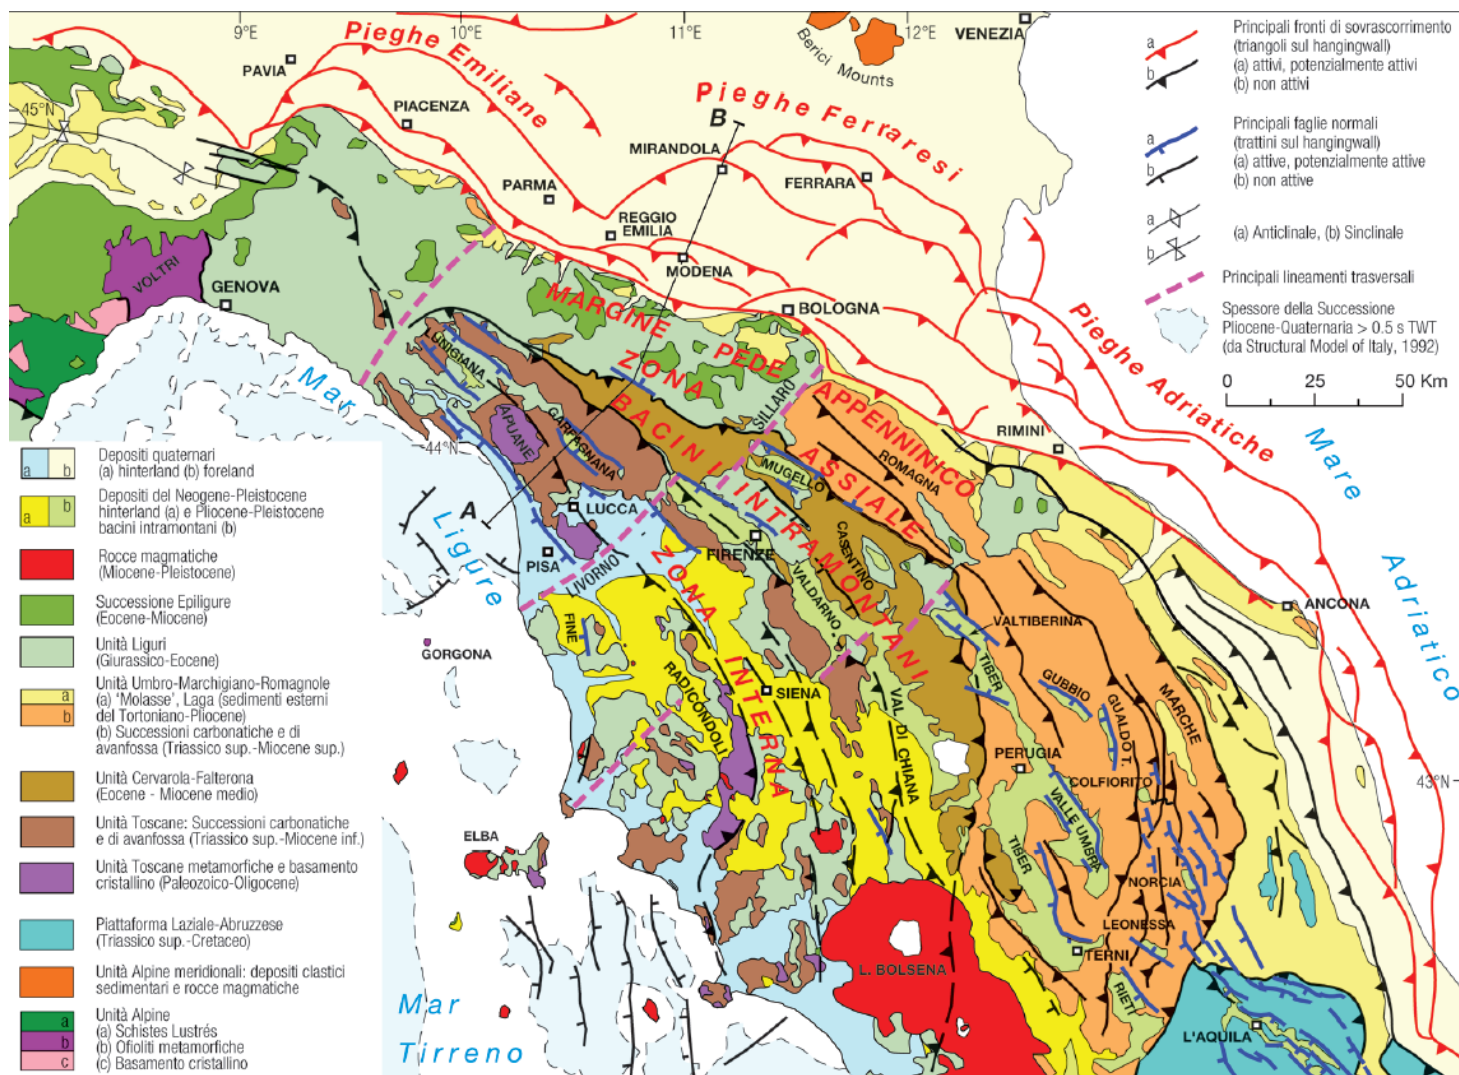 9°E
10°E
11°E
12°E
45°N
44°N
43°N
Pieghe Emiliane
Pieghe Ferraresi
Pieghe Adriatiche
Berici Mounts
VENEZIA
PAVIA
PIACENZA
B
MIRANDOLA
FERRARA
PARMA
REGGIO
EMILIA
MODENA
BOLOGNA
VOLTRI
GENOVA
MARGINE PEDE APPENNINICO
ZONA ASSIALE
BACINI INTRAMONTANI
ZONA INTERNA
LUNIGIANA
APUANE
GARFAGNANA
SILLARO
MUGELLO
ROMAGNA
RIMINI
Mar Ligure
A
LUCCA
PISA
LIVORNO
FIRENZE
CASENTINO
VALDARNO
VALTIBERINA
ANCONA
Mare Adriatico
GORGONA
FINE
RADICONDOLI
SIENA
VAL DI CHIANA
TIBER
GUBBIO
GUALDO T.
MARCHE
PERUGIA
COLFIORITO
VALLE UMBRA
ELBA
TIBER
NORCIA
LEONESSA
TERNI
RIETI
L. BOLSENA
L'AQUILA
Mar
Tirreno
a
b
Principali fronti di sovrascorrimento
(triangoli sul hangingwall)
(a) attivi, potenzialmente attivi
(b) non attivi
a
b
Principali faglie normali
(trattini sul hangingwall)
(a) attive, potenzialmente attive
(b) non attive
a
b
(a) Anticlinale, (b) Sinclinale
Principali lineamenti trasversali
Spessore della Successione
Pliocene-Quaternaria > 0.5 s TWT
(da Structural Model of Italy, 1992)
0 25 50 Km
a b
Depositi quaternari
(a) hinterland (b) foreland
a b
Depositi del Neogene-Pleistocene
hinterland (a) e Pliocene-Pleistocene
bacini intramontani (b)
Rocce magmatiche
(Miocene-Pleistocene)
Successione Epiligure
(Eocene-Miocene)
Unità Liguri
(Giurassico-Eocene)
a
b
Unità Umbro-Marchigiano-Romagnole
(a) 'Molasse', Laga (sedimenti esterni
del Tortoniano-Pliocene)
(b) Successioni carbonatiche e di
avanfossa (Triassico sup.-Miocene sup.)
Unità Cervarola-Falterona
(Eocene - Miocene medio)
Unità Toscane: Successioni carbonatiche
e di avanfossa (Triassico sup.-Miocene inf.)
Unità Toscane metamorfiche e basamento
cristallino (Paleozoico-Oligocene)
Piattaforma Laziale-Abruzzese
(Triassico sup.-Cretaceo)
Unità Alpine meridionali: depositi clastici
sedimentari e rocce magmatiche
a
b
c
Unità Alpine
(a) Schistes Lustrés
(b) Ofioliti metamorfiche
(c) Basamento cristallino